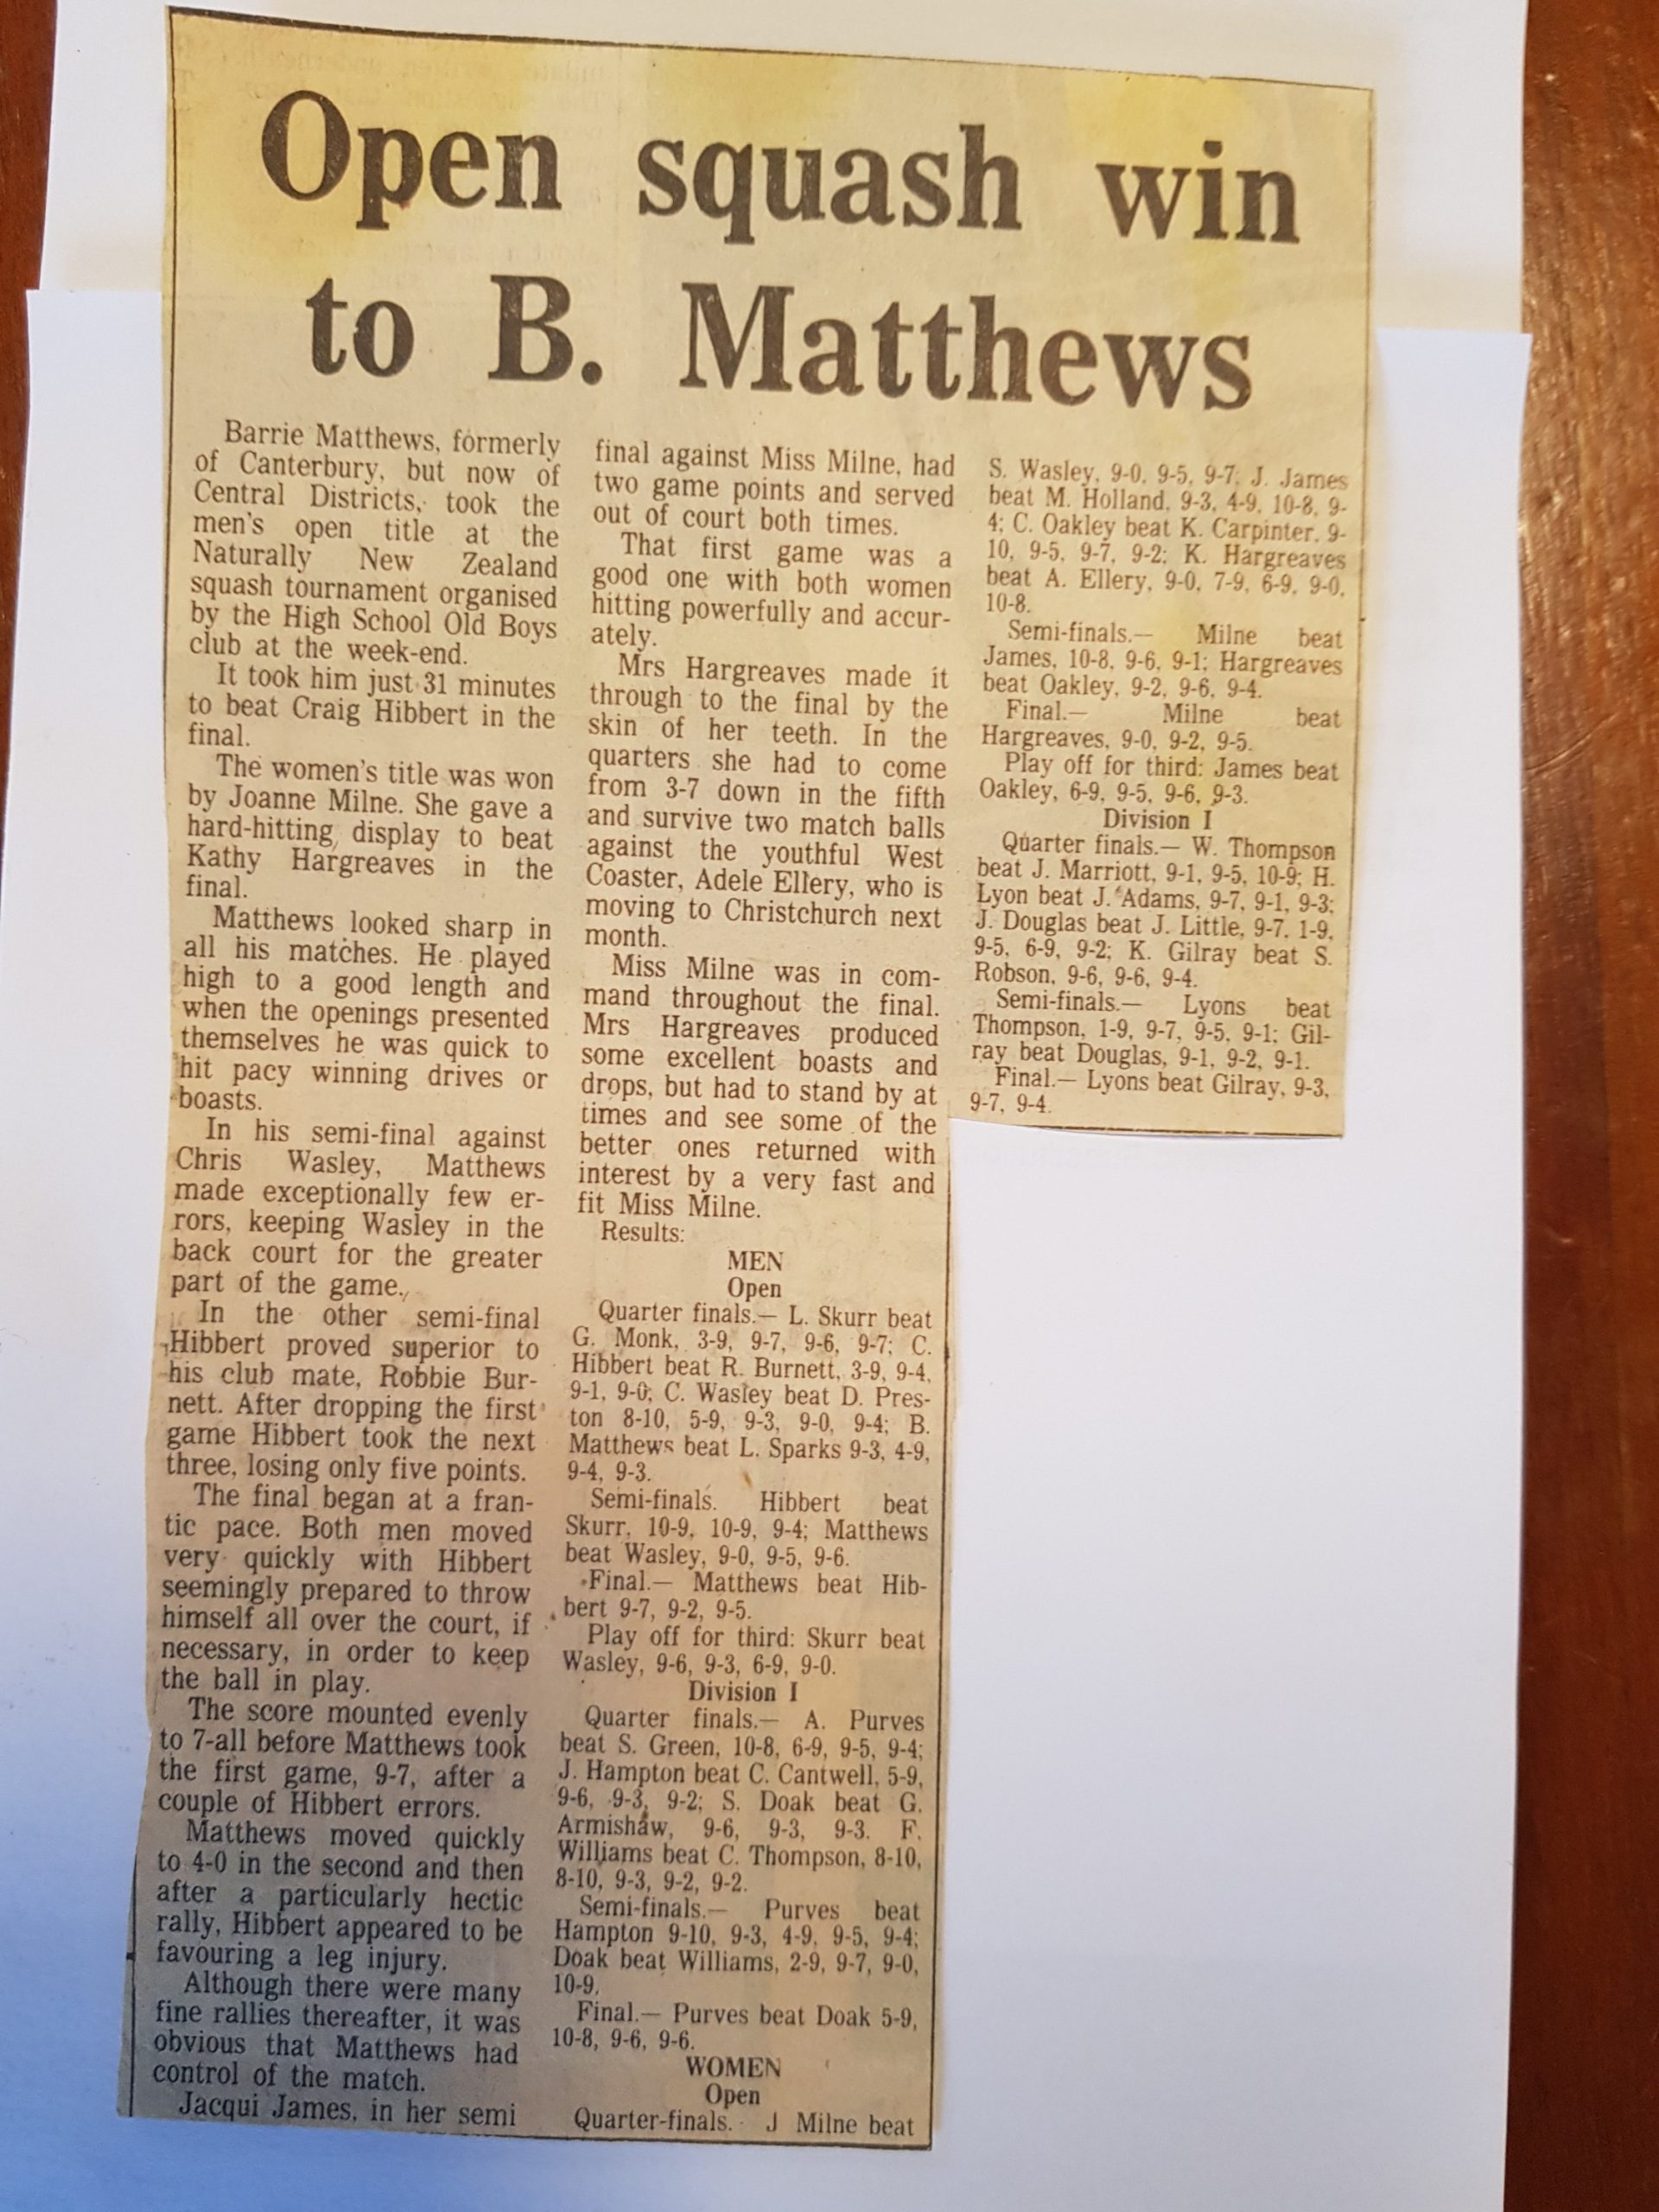 Open squash win
to B. Matthews
Barrie Matthews, formerly
of Canterbury, but now of
Central Districts, took the
men's open title at the
Naturally New Zealand
squash tournament organised
by the High School Old Boys
club at the week-end.
It took him just 31 minutes
to beat Craig Hibbert in the
final.
The women's title was won
by Joanne Milne. She gave a
hard-hitting display to beat
Kathy Hargreaves in the
final.
Matthews looked sharp in
all his matches. He played
high to a good length and
when the openings presented
themselves he was quick to
hit pacy winning drives or
boasts.
In his semi-final against
Chris Wasley, Matthews
made exceptionally few er-
rors, keeping Wasley in the
back court for the greater
part of the game.
In the other semi-final
Hibbert proved superior to
his club mate, Robbie Bur-
nett. After dropping the first
game Hibbert took the next
three, losing only five points.
The final began at a fran-
tic pace. Both men moved
very quickly with Hibbert
seemingly prepared to throw
himself all over the court, if
necessary, in order to keep
the ball in play.
The score mounted evenly
to 7-all before Matthews took
the first game, 9-7, after a
couple of Hibbert errors.
Matthews moved quickly
to 4-0 in the second and then
after a particularly hectic
rally, Hibbert appeared to be
favouring a leg injury.
Although there were many
fine rallies thereafter, it was
obvious that Matthews had
control of the match.
Jacqui James, in her semi
final against Miss Milne, had
two game points and served
out of court both times.
That first game was a
good one with both women
hitting powerfully and accur-
ately.
Mrs Hargreaves made it
through to the final by the
skin of her teeth. In the
quarters she had to come
from 3-7 down in the fifth
and survive two match balls
against the youthful West
Coaster, Adele Ellery, who is
moving to Christchurch next
month.
Miss Milne was in com-
mand throughout the final.
Mrs Hargreaves produced
some excellent boasts and
drops, but had to stand by at
times and see some of the
better ones returned with
interest by a very fast and
fit Miss Milne.
Results:
MEN
Open
Quarter finals.— L. Skurr beat
G. Monk, 3-9, 9-7, 9-6, 9-7; C.
Hibbert beat R. Burnett, 3-9, 9-4,
9-1, 9-0; C. Wasley beat D. Pres-
ton 8-10, 5-9, 9-3, 9-0, 9-4; B.
Matthews beat L. Sparks 9-3, 4-9,
9-4, 9-3.
Semi-finals. Hibbert beat
Skurr, 10-9, 10-9, 9-4; Matthews
beat Wasley, 9-0, 9-5, 9-6.
Final.— Matthews beat Hib-
bert 9-7, 9-2, 9-5.
Play off for third: Skurr beat
Wasley, 9-6, 9-3, 6-9, 9-0.
Division I
Quarter finals.— A. Purves
beat S. Green, 10-8, 6-9, 9-5, 9-4;
J. Hampton beat C. Cantwell, 5-9,
9-6, 9-3, 9-2; S. Doak beat G.
Armishaw, 9-6, 9-3, 9-3. F.
Williams beat C. Thompson, 8-10,
8-10, 9-3, 9-2, 9-2.
Semi-finals.— Purves beat
Hampton 9-10, 9-3, 4-9, 9-5, 9-4;
Doak beat Williams, 2-9, 9-7, 9-0,
10-9.
Final.— Purves beat Doak 5-9,
10-8, 9-6, 9-6.
WOMEN
Open
Quarter-finals. J Milne beat
S. Wasley, 9-0, 9-5, 9-7; J. James
beat M. Holland, 9-3, 4-9, 10-8, 9-
4; C. Oakley beat K. Carpinter, 9-
10, 9-5, 9-7, 9-2; K. Hargreaves
beat A. Ellery, 9-0, 7-9, 6-9, 9-0,
10-8.
Semi-finals.— Milne beat
James, 10-8, 9-6, 9-1; Hargreaves
beat Oakley, 9-2, 9-6, 9-4.
Final.— Milne beat
Hargreaves, 9-0, 9-2, 9-5.
Play off for third: James beat
Oakley, 6-9, 9-5, 9-6, 9-3.
Division I
Quarter finals.— W. Thompson
beat J. Marriott, 9-1, 9-5, 10-9; H.
Lyon beat J. Adams, 9-7, 9-1, 9-3;
J. Douglas beat J. Little, 9-7, 1-9,
9-5, 6-9, 9-2; K. Gilray beat S.
Robson, 9-6, 9-6, 9-4.
Semi-finals.— Lyons beat
Thompson, 1-9, 9-7, 9-5, 9-1; Gil-
ray beat Douglas, 9-1, 9-2, 9-1.
Final.— Lyons beat Gilray, 9-3,
9-7, 9-4.